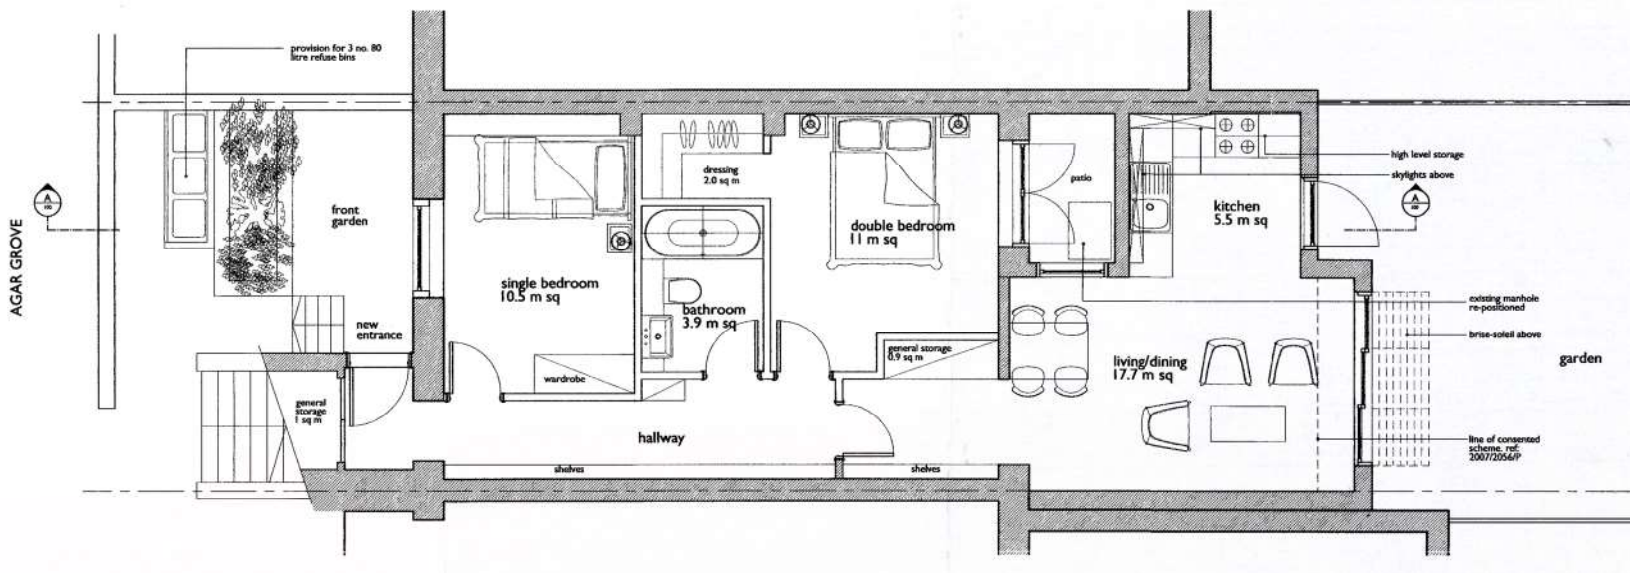 provision for 3 no. 80
litre refuse bins
AGAR GROVE
A
100
front
garden
new
entrance
general
storage
1 sq m
single bedroom
10.5 m sq
wardrobe
dressing
2.0 sq m
bathroom
3.9 m sq
double bedroom
11 m sq
general storage
0.9 sq m
hallway
shelves
shelves
patio
kitchen
5.5 m sq
living/dining
17.7 m sq
high level storage
skylights above
A
existing manhole
re-positioned
brise-soleil above
garden
line of consented
scheme. ref:
2007/2056/P